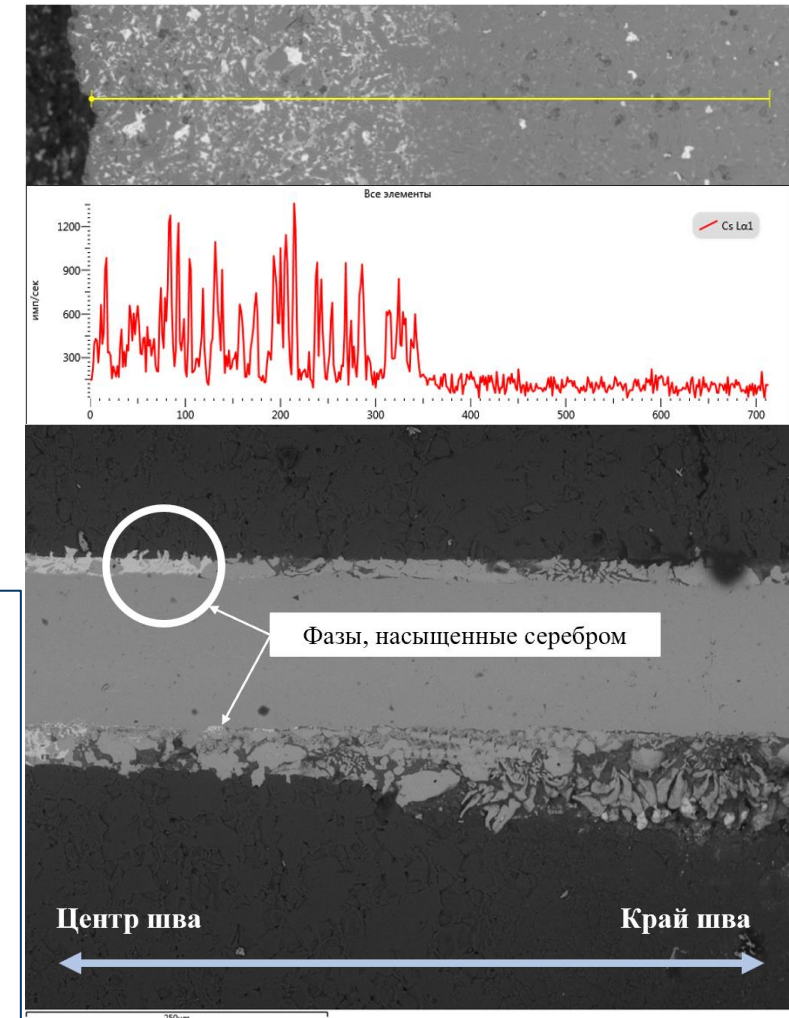 Все элементы
Cs Lα1
имп/сек
1200
900
600
300
0 100 200 300 400 500 600 700
Фазы, насыщенные серебром
Центр шва
Край шва
250µm